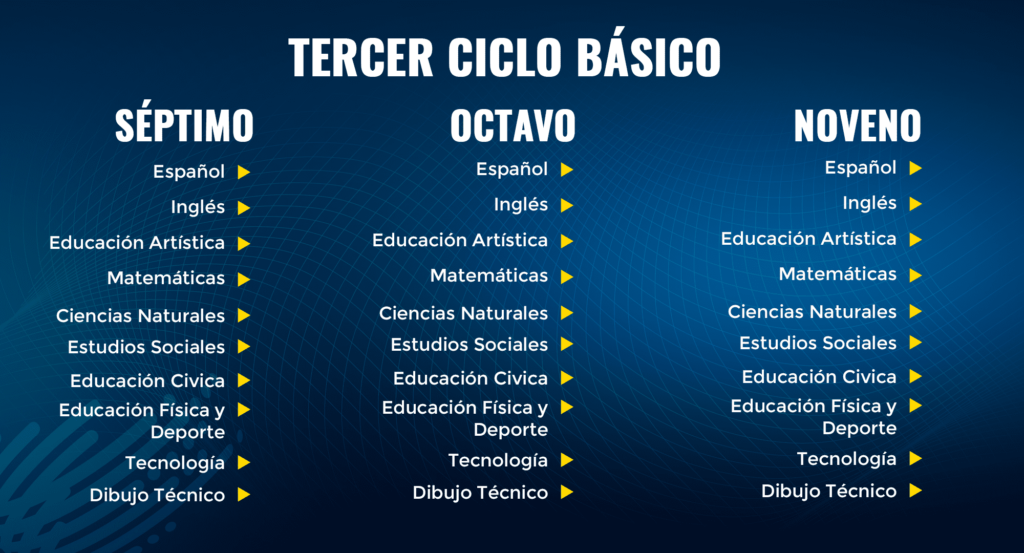 TERCER CICLO BÁSICO
SÉPTIMO
Español
Inglés
Educación Artística
Matemáticas
Ciencias Naturales
Estudios Sociales
Educación Civica
Educación Física y
Deporte
Tecnología
Dibujo Técnico
OCTAVO
Español
Inglés
Educación Artística
Matemáticas
Ciencias Naturales
Estudios Sociales
Educación Civica
Educación Física y
Deporte
Tecnología
Dibujo Técnico
NOVENO
Español
Inglés
Educación Artística
Matemáticas
Ciencias Naturales
Estudios Sociales
Educación Civica
Educación Física y
Deporte
Tecnología
Dibujo Técnico